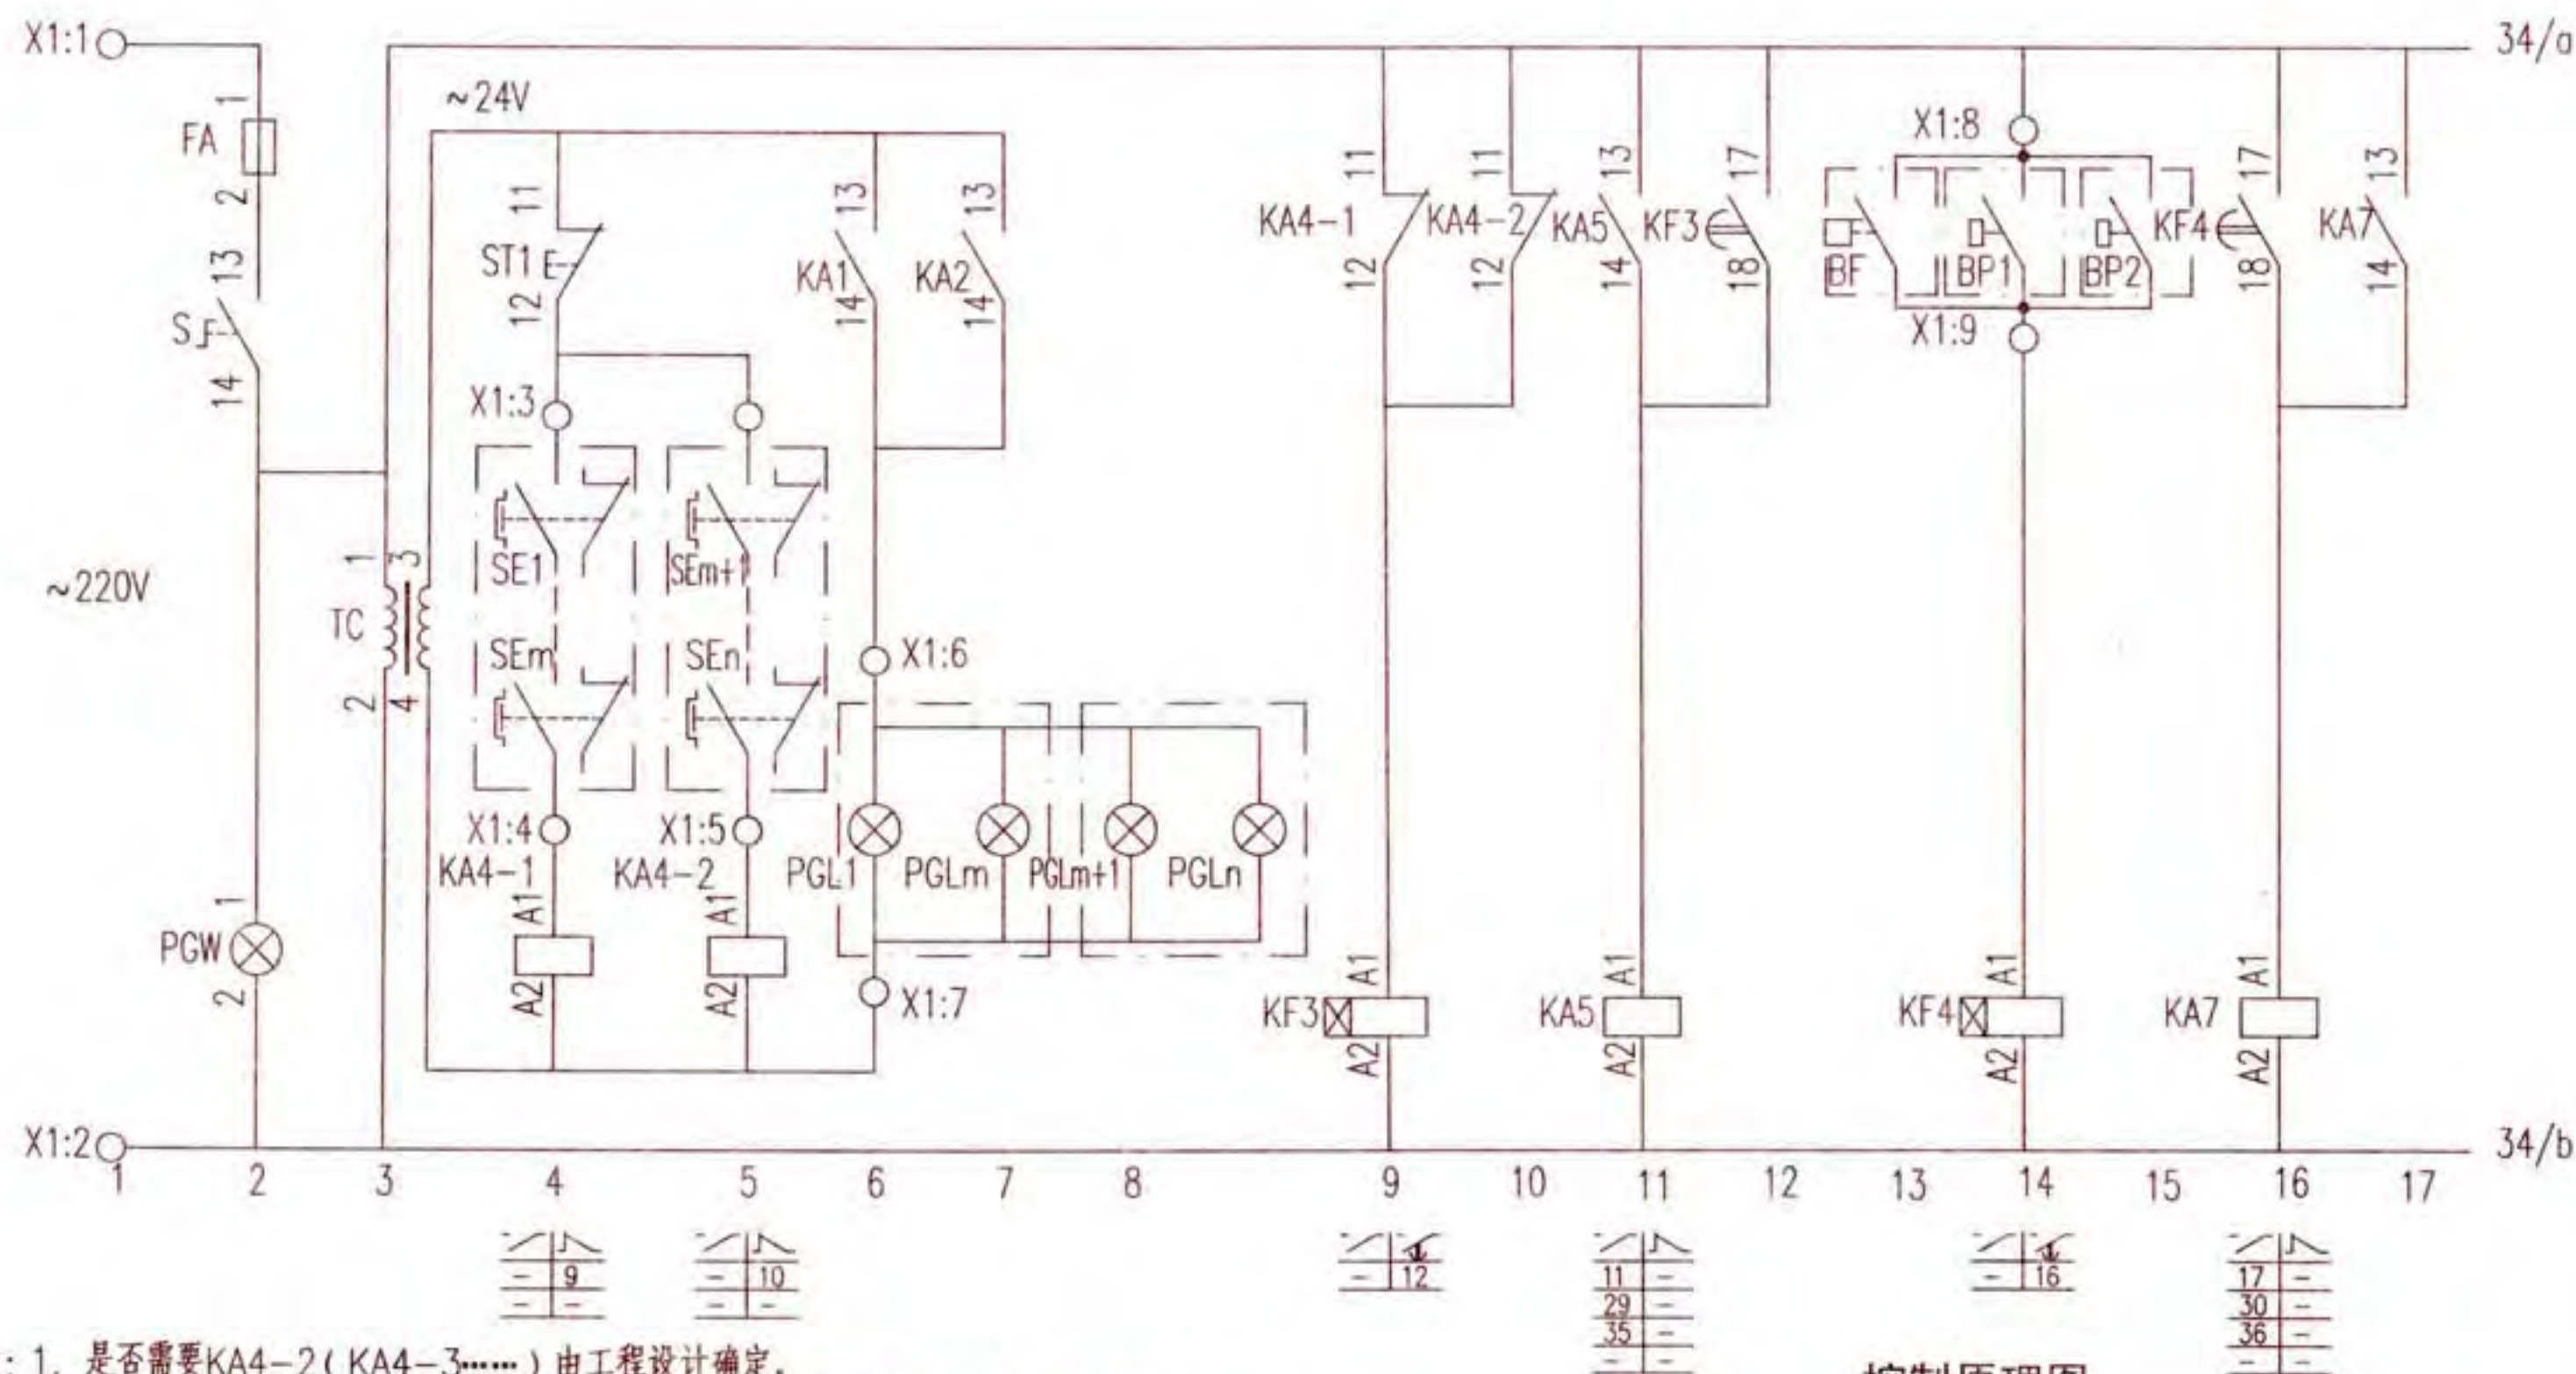 X1:1
34/a
~24V
1
FA
2
13
S
14
11
ST1
12
13
KA1
14
13
KA2
14
11
KA4-1
12
11
KA4-2
12
13
KA5
14
17
KF3
18
X1:8
BF
BP1
BP2
X1:9
17
KF4
18
13
KA7
14
X1:3
SE1
SEm+1
SEm
SEn
1
3
~220V
TC
2
4
X1:6
X1:4
X1:5
KA4-1
KA4-2
PGL1
PGLm
PGLm+1
PGLn
A1
A1
1
PGW
2
A2
A2
X1:7
A1
KF3
A2
A1
KA5
A2
A1
KF4
A2
A1
KA7
A2
X1:2
34/b
1 2 3 4 5 6 7 8 9 10 11 12 13 14 15 16 17
- 9
- -
- 10
- -
- 12
11 -
29 -
35 -
- -
- 16
17 -
30 -
36 -
- -
: 1. 是否需要KA4-2(KA4-3……)由工程设计确定.
控制原理图